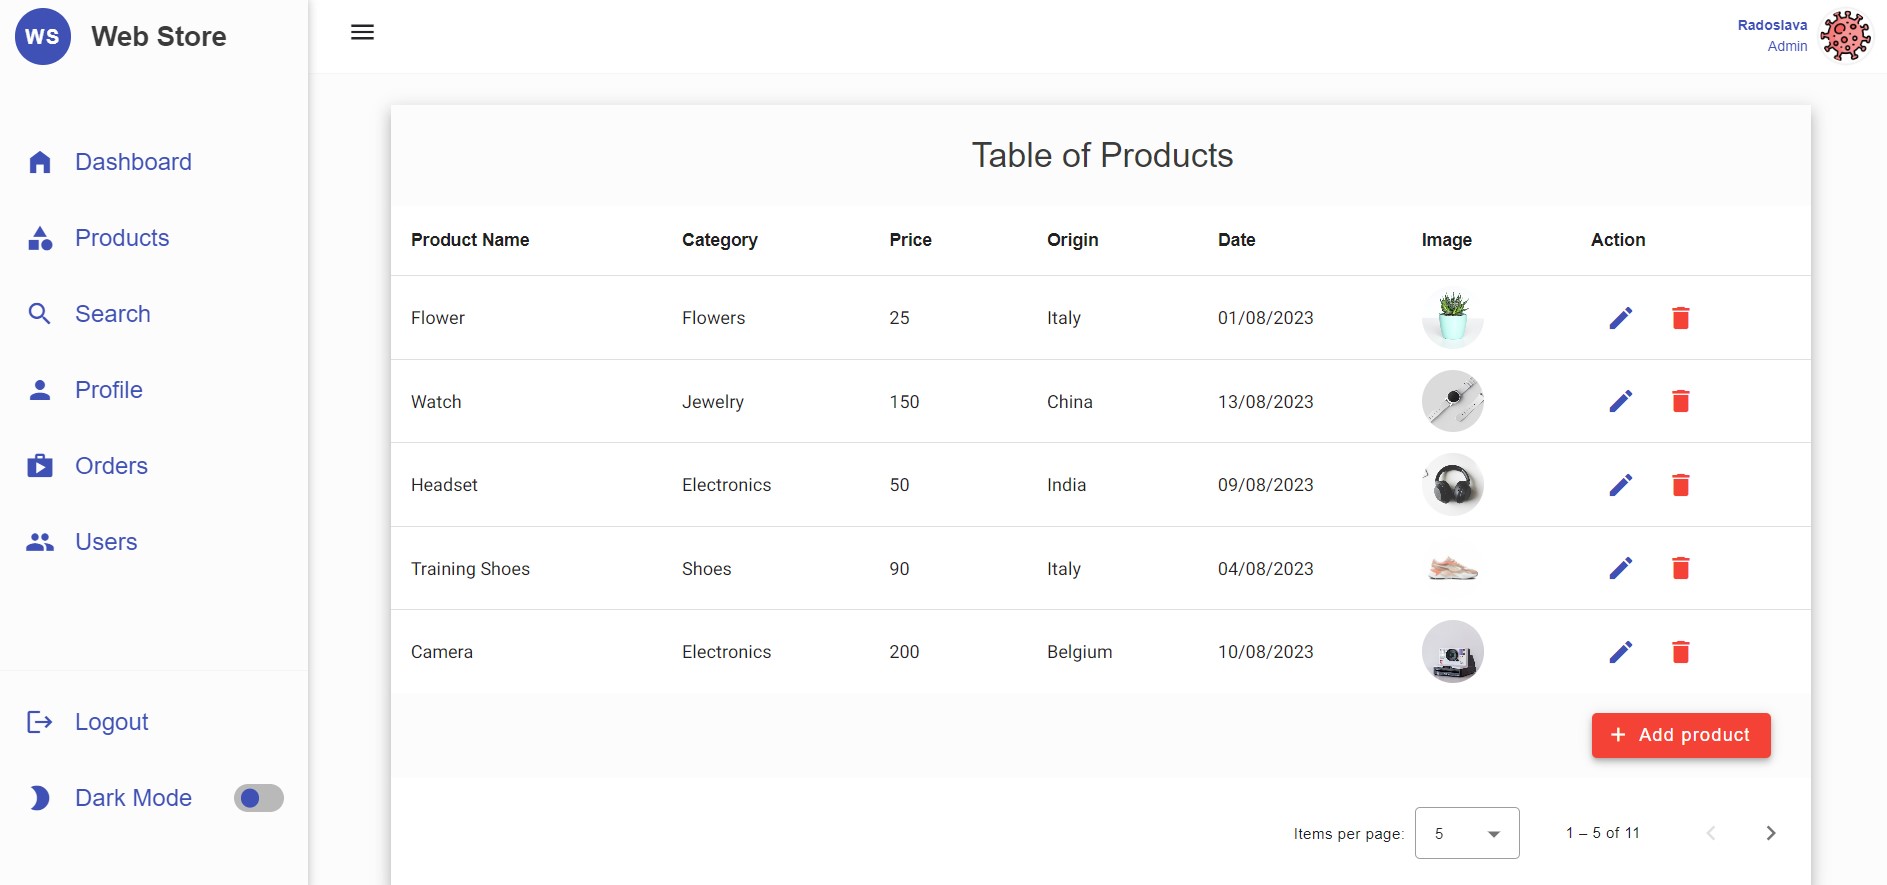 WS Web Store
Radoslava
Admin
Dashboard
Products
Search
Profile
Orders
Users
Logout
Dark Mode
Table of Products
Product Name Category Price Origin Date Image Action
Flower Flowers 25 Italy 01/08/2023
Watch Jewelry 150 China 13/08/2023
Headset Electronics 50 India 09/08/2023
Training Shoes Shoes 90 Italy 04/08/2023
Camera Electronics 200 Belgium 10/08/2023
+ Add product
Items per page: 5 1 – 5 of 11